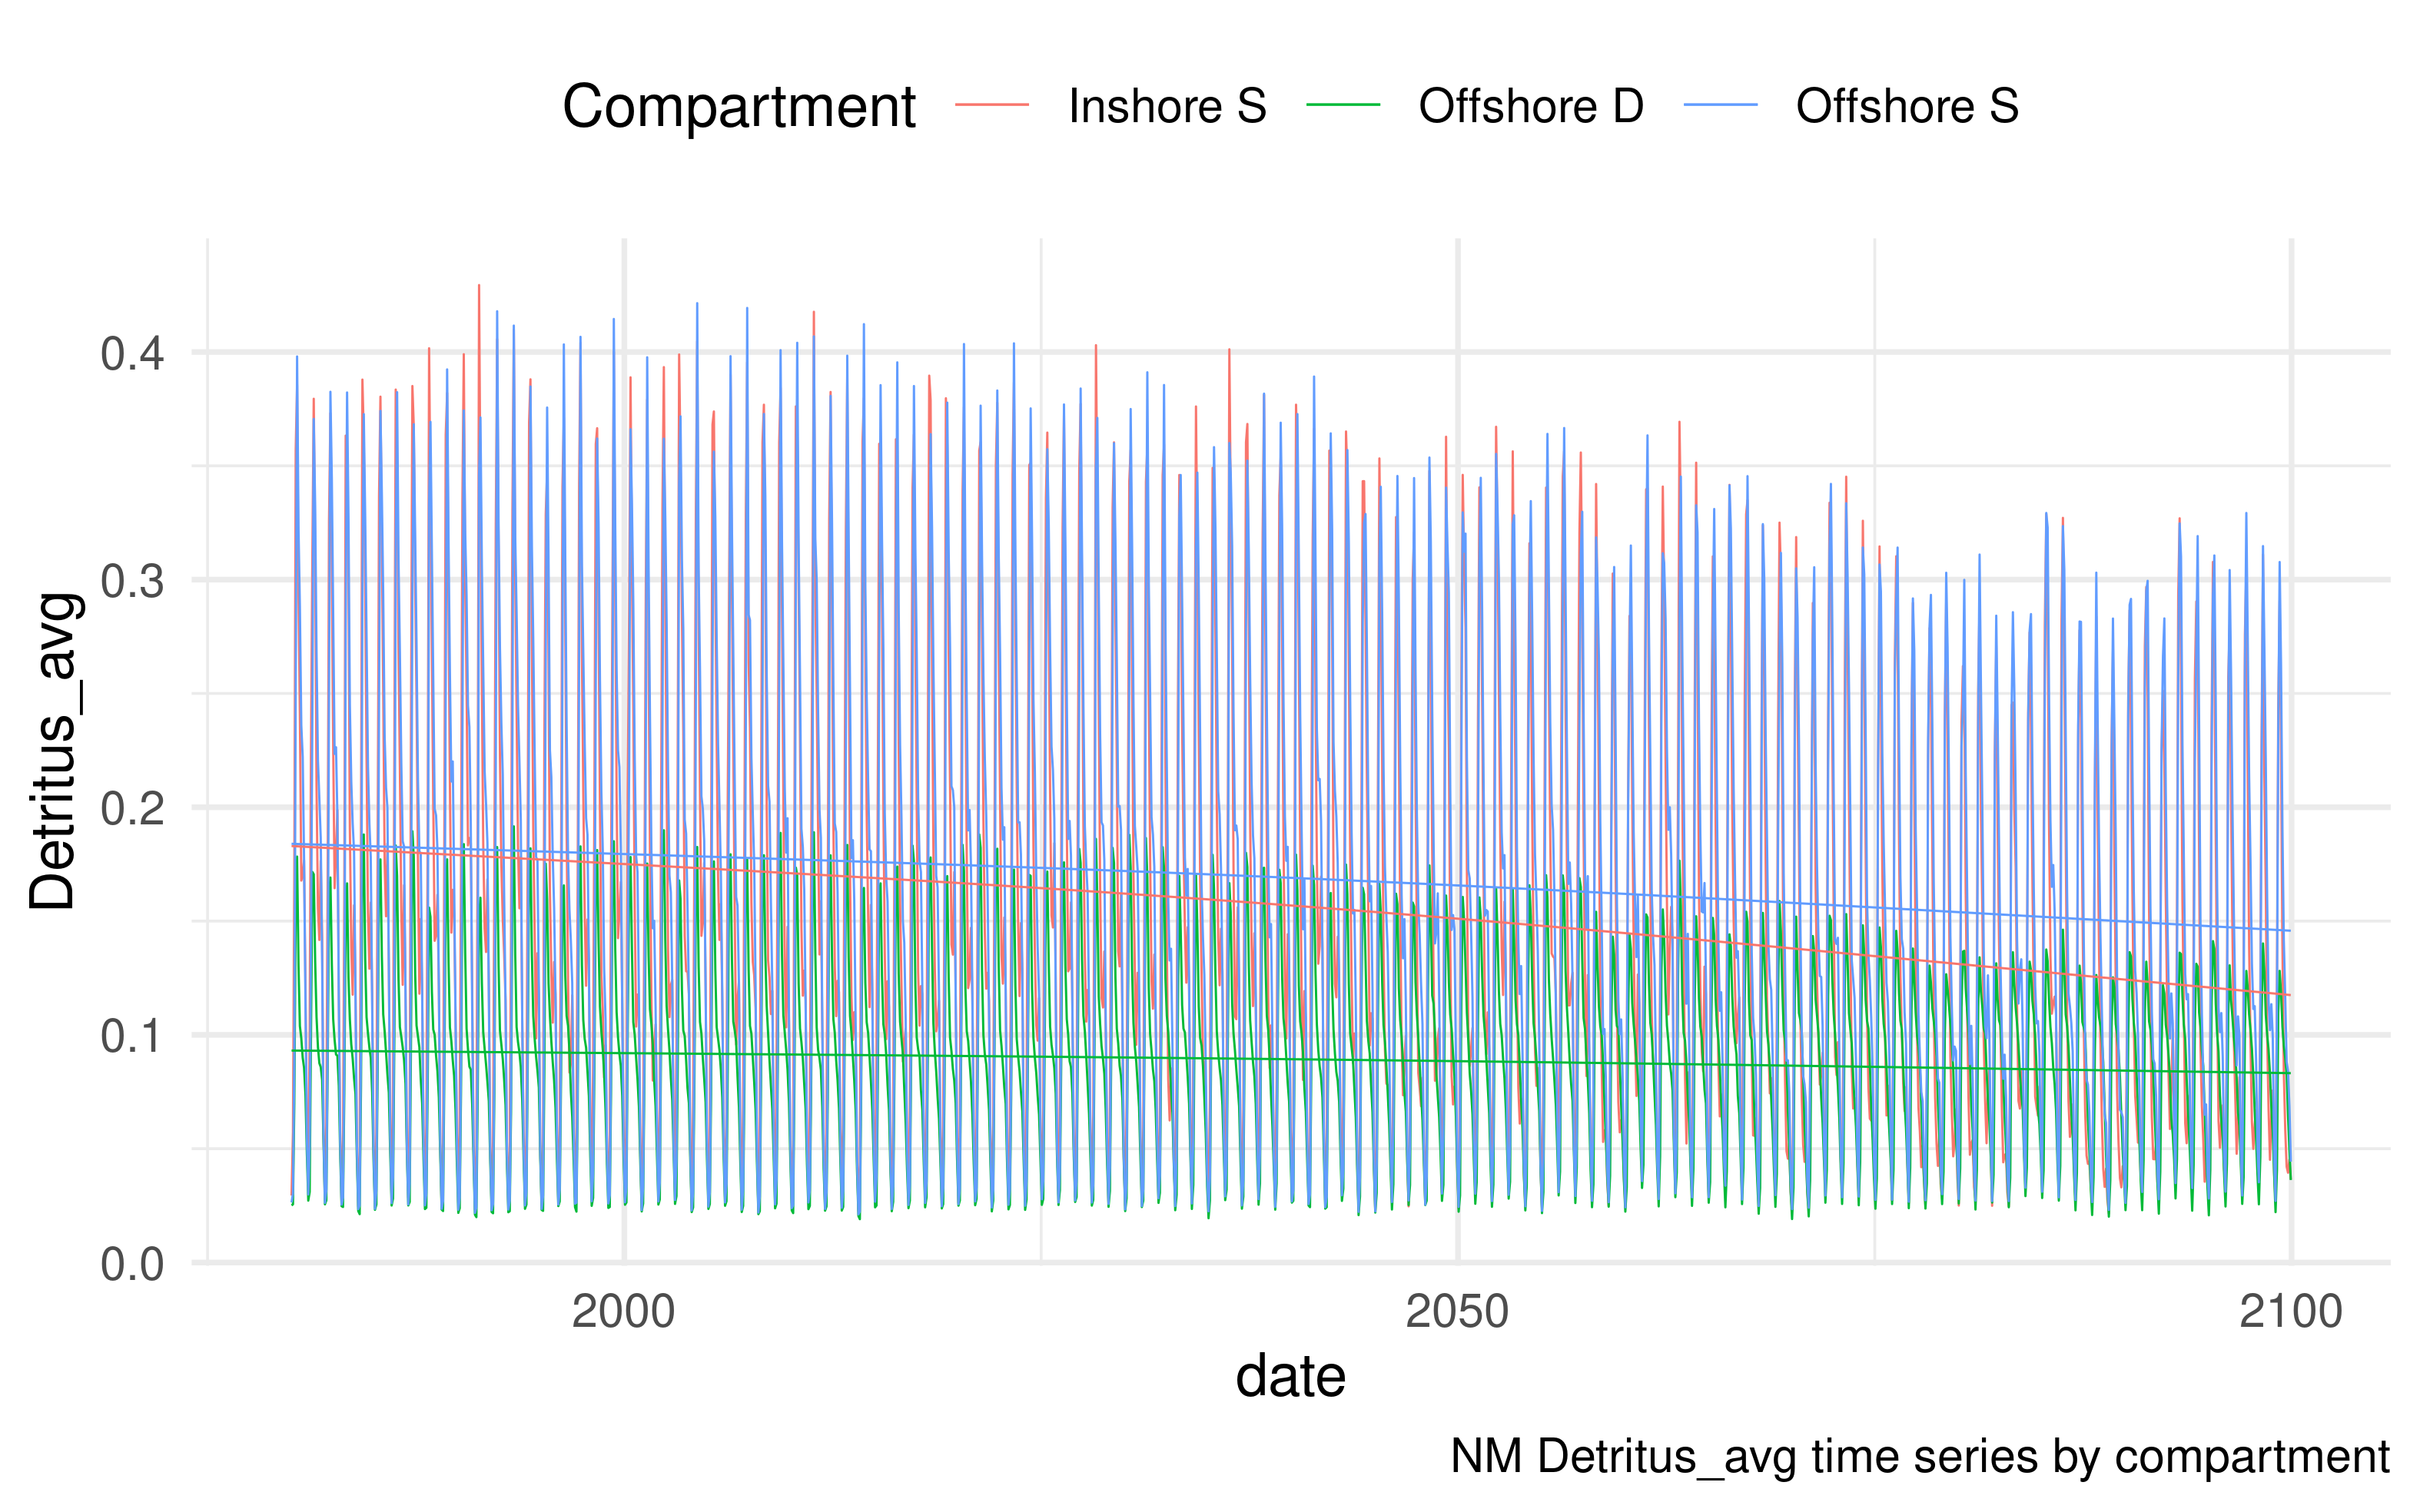 Compartment Inshore S Offshore D Offshore S
Detritus_avg
0.4
0.3
0.2
0.1
0.0
2000 2050 2100
date
NM Detritus_avg time series by compartment